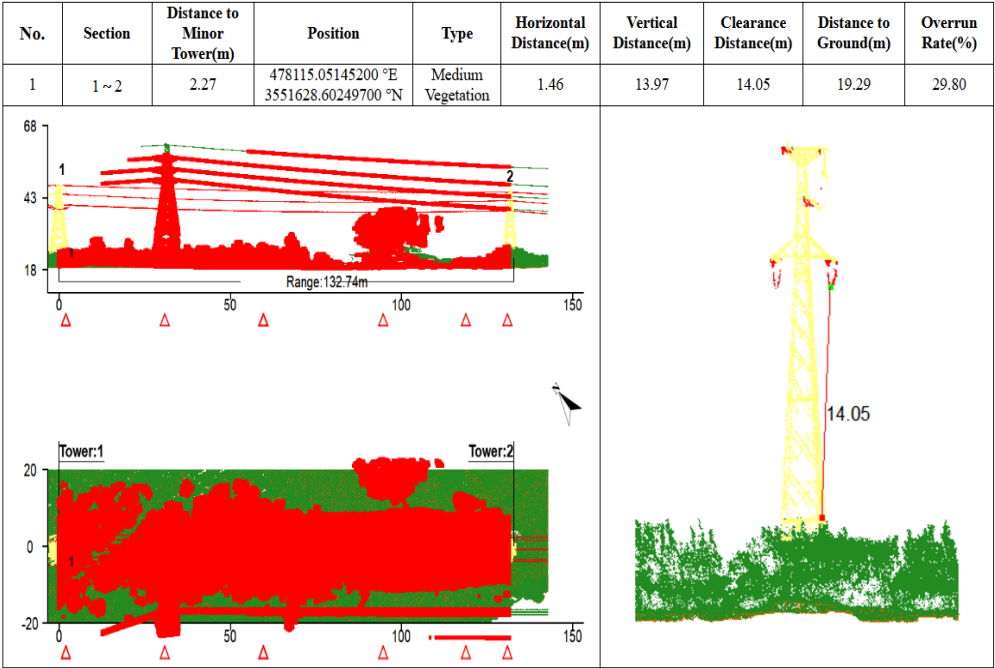 No.
Section
Distance to
Minor
Tower(m)
Position
Type
Horizontal
Distance(m)
Vertical
Distance(m)
Clearance
Distance(m)
Distance to
Ground(m)
Overrun
Rate(%)
1
1 ~ 2
2.27
478115.05145200 °E
3551628.60249700 °N
Medium
Vegetation
1.46
13.97
14.05
19.29
29.80
68
43
18
1
2
1
Range:132.74m
0 50 100 150
N
14.05
Tower:1 Tower:2
20
0
-20
1
0 50 100 150